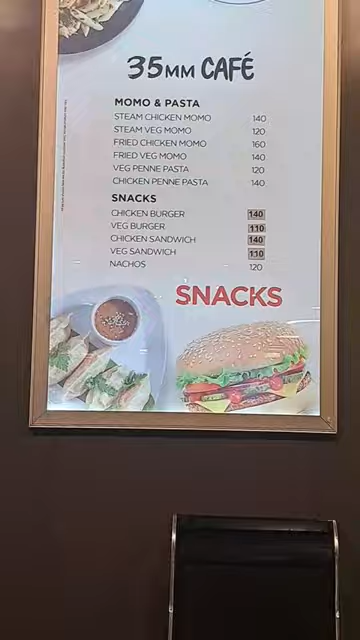 35MM CAFÉ
MOMO & PASTA
STEAM CHICKEN MOMO 140
STEAM VEG MOMO 120
FRIED CHICKEN MOMO 160
FRIED VEG MOMO 140
VEG PENNE PASTA 120
CHICKEN PENNE PASTA 140
SNACKS
CHICKEN BURGER 140
VEG BURGER 110
CHICKEN SANDWICH 140
VEG SANDWICH 110
NACHOS 120
SNACKS